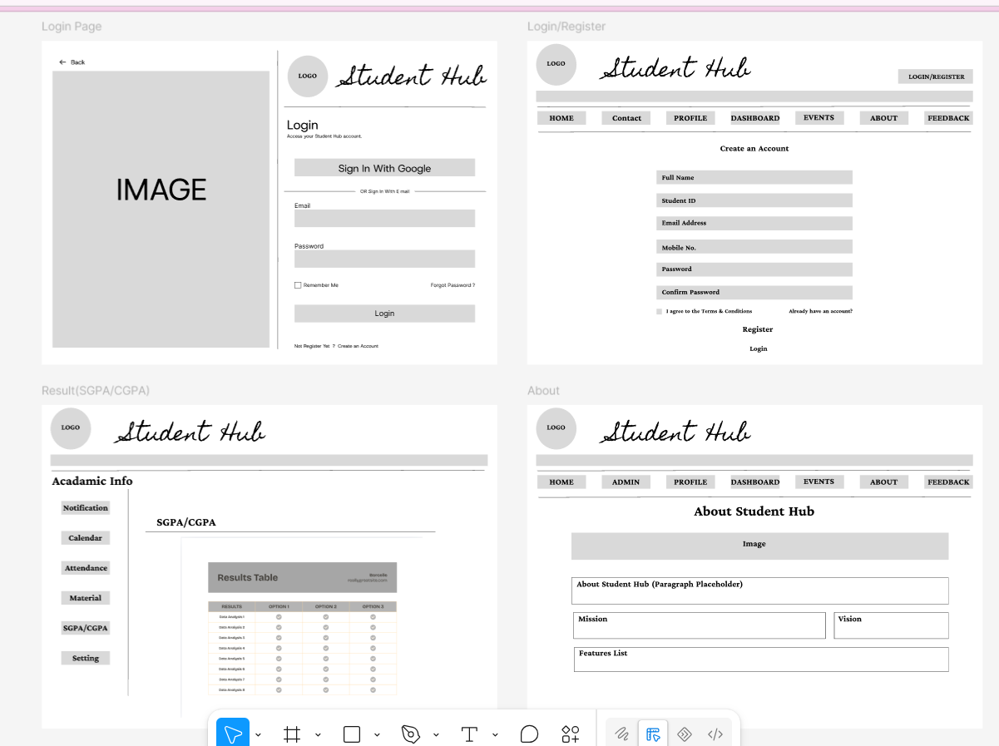 Login Page
← Back
IMAGE
LOGO
Student Hub
Login
Access your Student Hub account.
Sign In With Google
OR Sign In With E mail
Email
Password
Remember Me
Forgot Password ?
Login
Not Register Yet ? Create an Account
Login/Register
LOGO
Student Hub
LOGIN/REGISTER
HOME Contact PROFILE DASHBOARD EVENTS ABOUT FEEDBACK
Create an Account
Full Name
Student ID
Email Address
Mobile No.
Password
Confirm Password
I agree to the Terms & Conditions
Already have an account?
Register
Login
Result(SGPA/CGPA)
LOGO
Student Hub
Acadamic Info
Notification
Calendar
Attendance
Material
SGPA/CGPA
Setting
SGPA/CGPA
Results Table
Borcelle
reallygreatsite.com
RESULTS OPTION 1 OPTION 2 OPTION 3
Data Analysis 1
Data Analysis 2
Data Analysis 3
Data Analysis 4
Data Analysis 5
Data Analysis 6
Data Analysis 7
Data Analysis 8
About
LOGO
Student Hub
HOME ADMIN PROFILE DASHBOARD EVENTS ABOUT FEEDBACK
About Student Hub
Image
About Student Hub (Paragraph Placeholder)
Mission
Vision
Features List